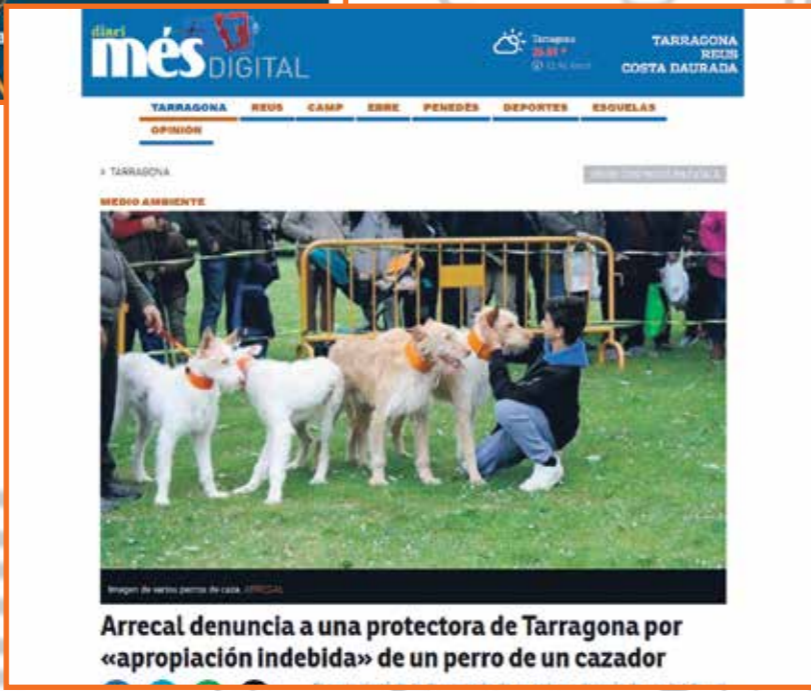 diari
més DIGITAL
Tarragona
TARRAGONA
REUS
COSTA DAURADA
TARRAGONA REUS CAMP EBRE PENEDÈS DEPORTES ESQUELAS
OPINIÓN
TARRAGONA
MEDIO AMBIENTE
Imagen de varios perros de caza. ARRECAL
Arrecal denuncia a una protectora de Tarragona por
«apropiación indebida» de un perro de un cazador